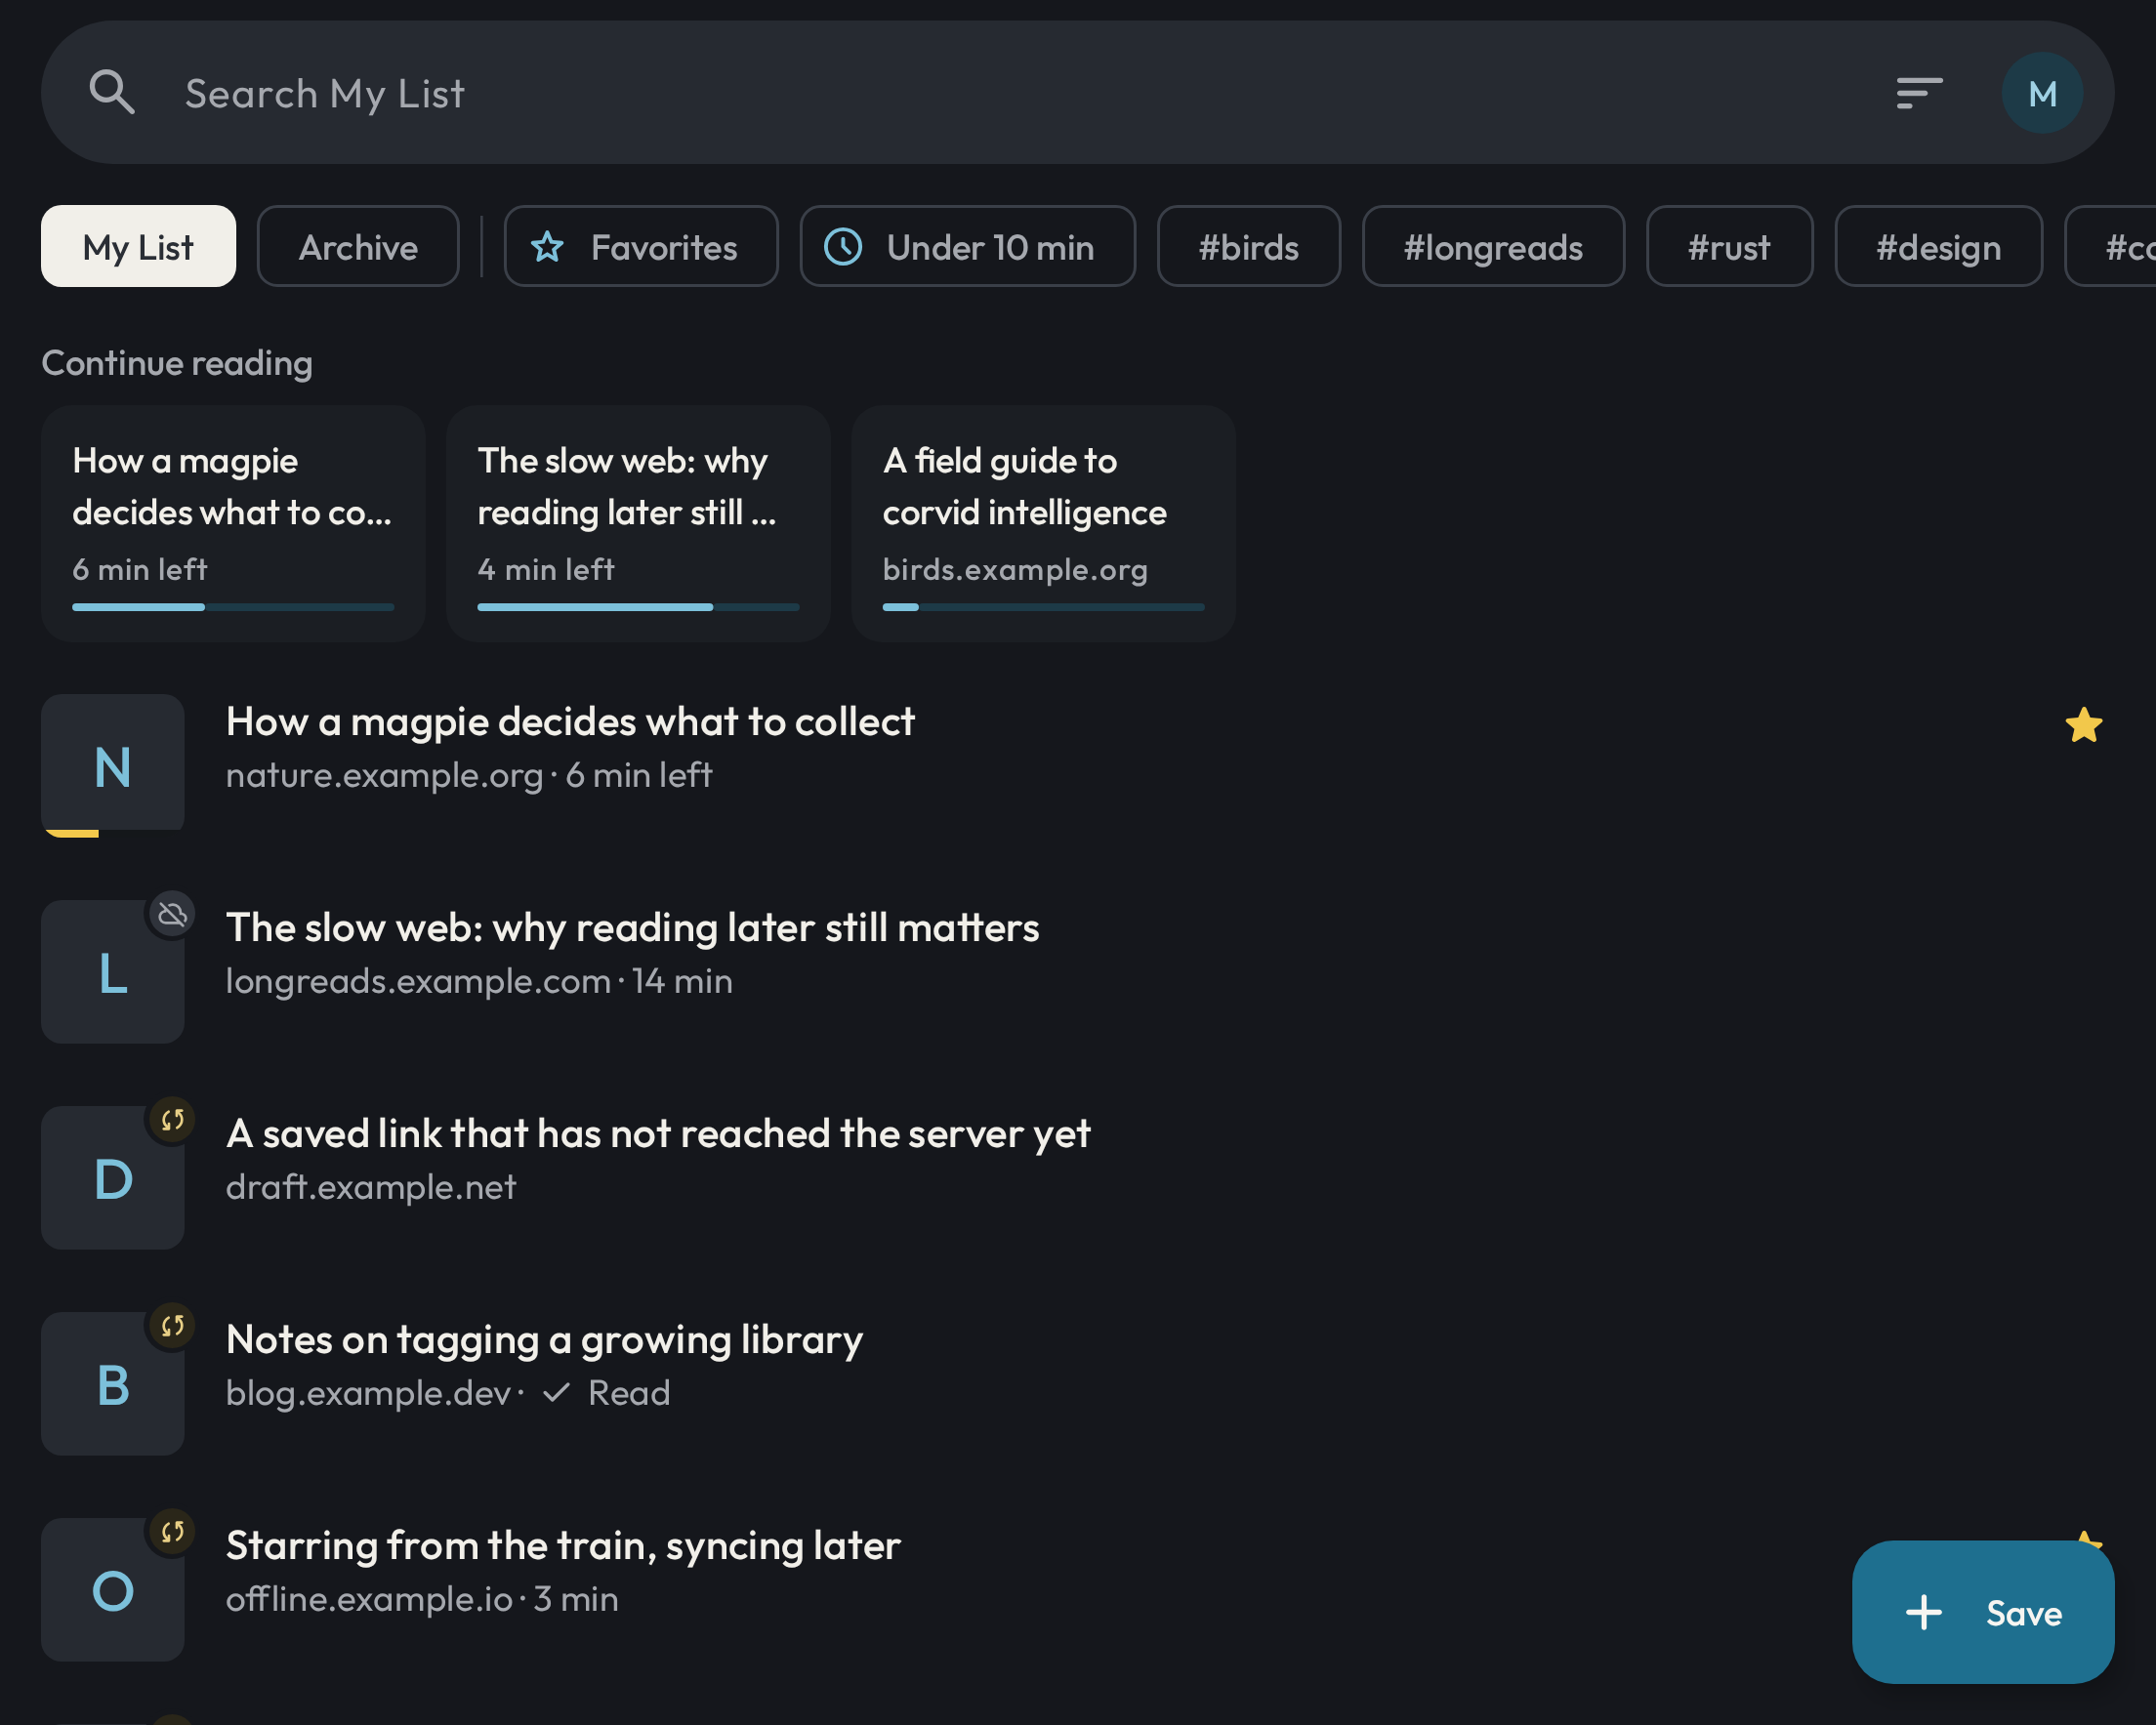 Search My List
M
My List
Archive
Favorites
Under 10 min
#birds
#longreads
#rust
#design
#co
Continue reading
How a magpie
decides what to co...
6 min left
The slow web: why
reading later still ...
4 min left
A field guide to
corvid intelligence
birds.example.org
N
How a magpie decides what to collect
nature.example.org · 6 min left
L
The slow web: why reading later still matters
longreads.example.com · 14 min
D
A saved link that has not reached the server yet
draft.example.net
B
Notes on tagging a growing library
blog.example.dev · Read
O
Starring from the train, syncing later
offline.example.io · 3 min
Save